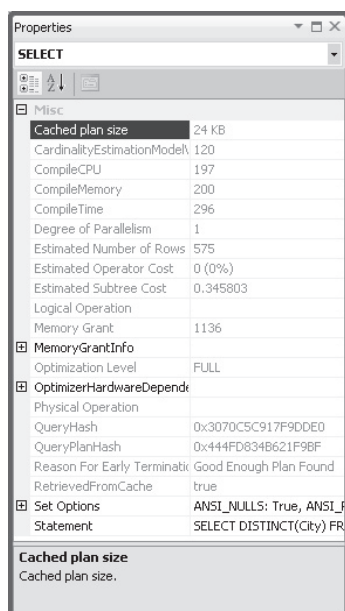 Properties
SELECT
Misc
Cached plan size 24 KB
CardinalityEstimationModelV 120
CompileCPU 197
CompileMemory 200
CompileTime 296
Degree of Parallelism 1
Estimated Number of Rows 575
Estimated Operator Cost 0 (0%)
Estimated Subtree Cost 0.345803
Logical Operation
Memory Grant 1136
MemoryGrantInfo
Optimization Level FULL
OptimizerHardwareDepende
Physical Operation
QueryHash 0x3070C5C917F9DDE0
QueryPlanHash 0x444FD834B621F9BF
Reason For Early Terminatic Good Enough Plan Found
RetrievedFromCache true
Set Options ANSI_NULLS: True, ANSI_P
Statement SELECT DISTINCT(City) FR
Cached plan size
Cached plan size.